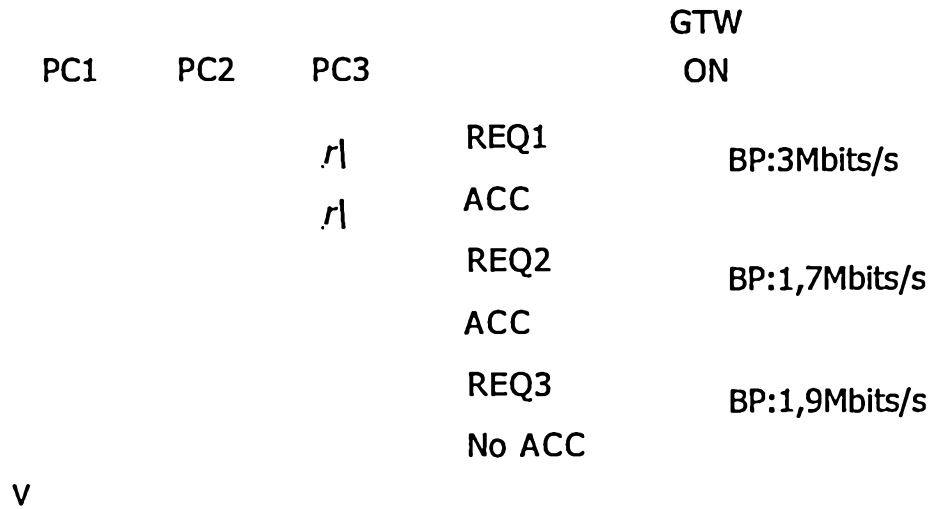 GTW
PC1 PC2 PC3 ON
REQ1
.r|
BP:3Mbits/s
ACC
.r|
REQ2
BP:1,7Mbits/s
ACC
REQ3
BP:1,9Mbits/s
No ACC
V